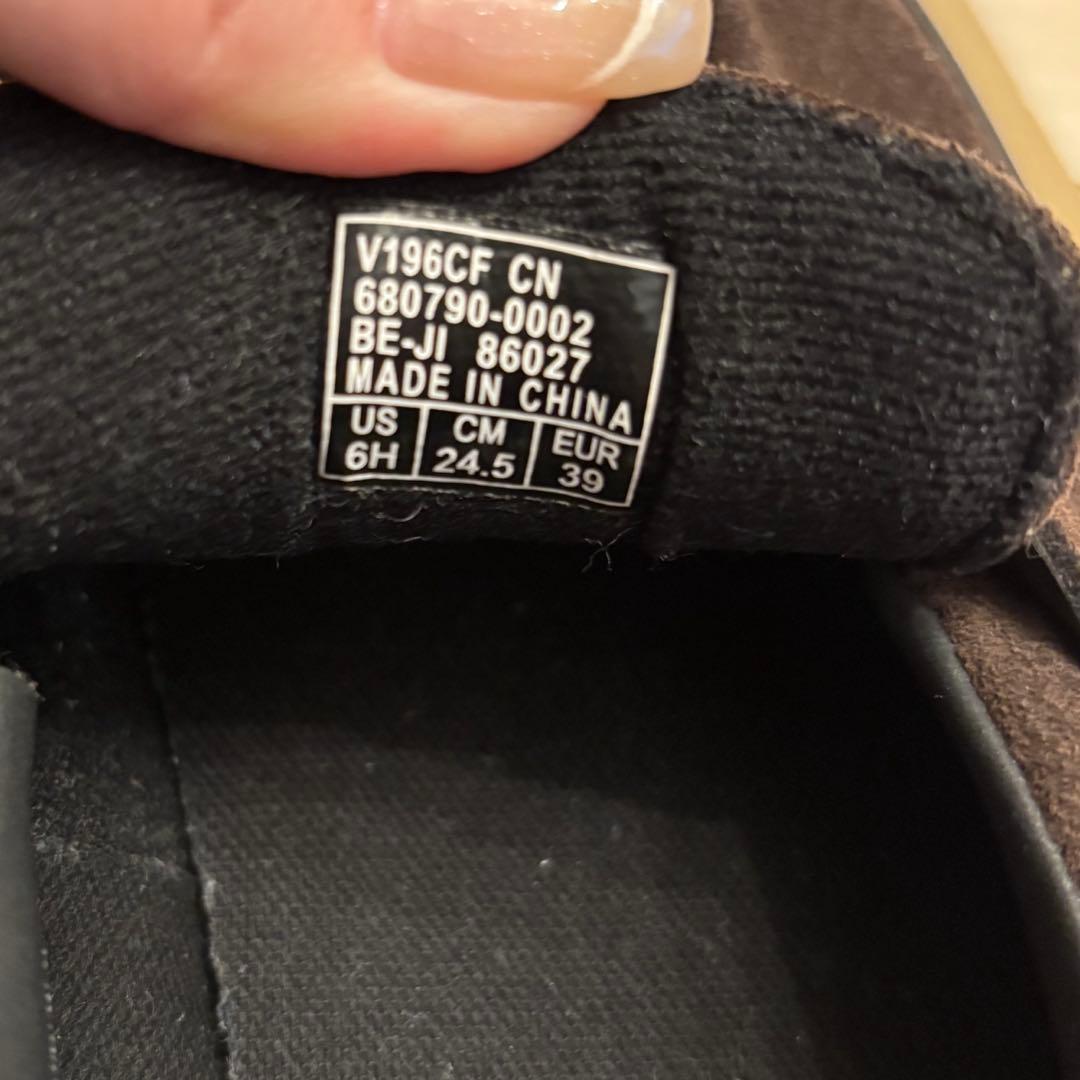 V196CF CN
680790-0002
BE-JI 86027
MADE IN CHINA
US CM EUR
6H 24.5 39